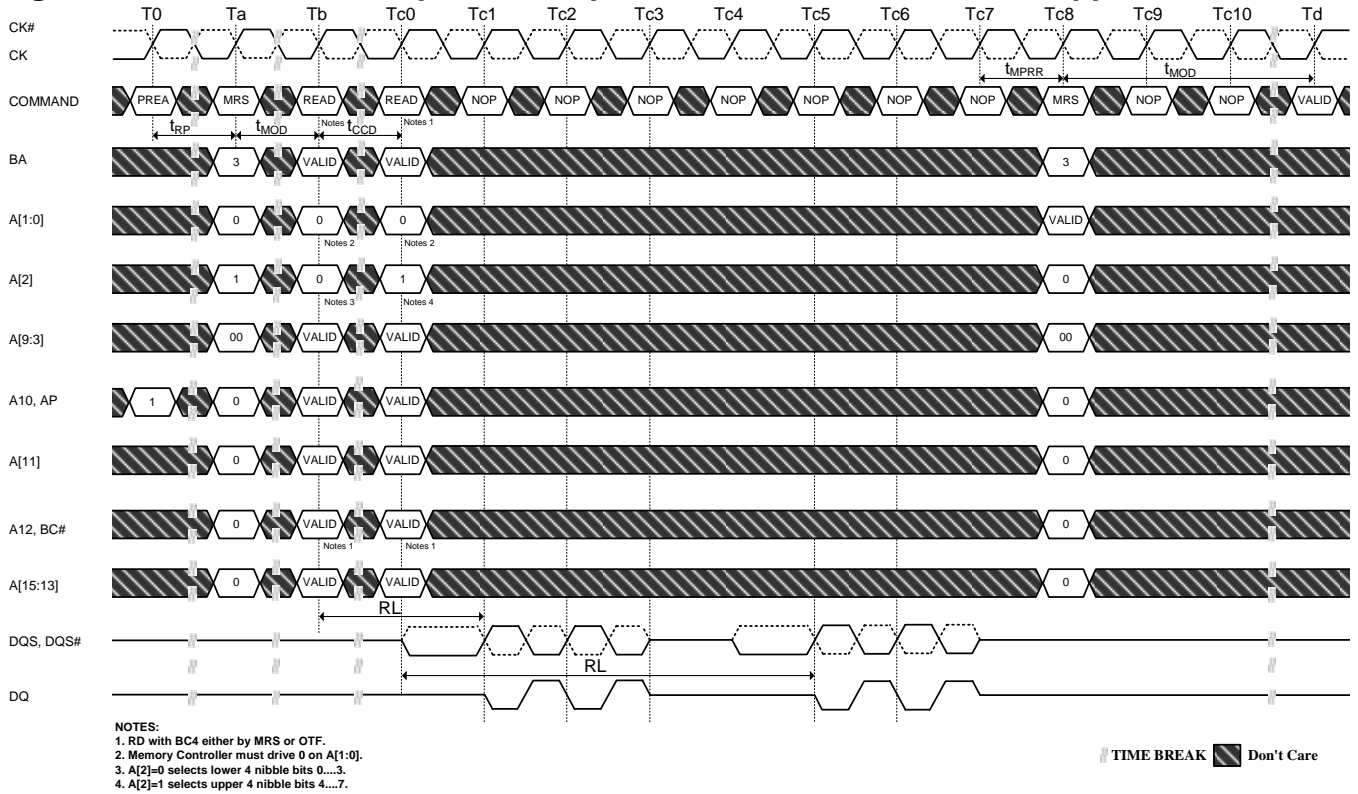 T0 Ta Tb Tc0 Tc1 Tc2 Tc3 Tc4 Tc5 Tc6 Tc7 Tc8 Tc9 Tc10 Td
CK#
CK
tMPRR tMOD
COMMAND PREA MRS READ READ NOP NOP NOP NOP NOP NOP NOP MRS NOP NOP VALID
Notes 1 Notes 1
tRP tMOD tCCD
BA 3 VALID VALID 3
A[1:0] 0 0 0 VALID
Notes 2 Notes 2
A[2] 1 0 1 0
Notes 3 Notes 4
A[9:3] 00 VALID VALID 00
A10, AP 1 0 VALID VALID 0
A[11] 0 VALID VALID 0
A12, BC# 0 VALID VALID 0
Notes 1 Notes 1
A[15:13] 0 VALID VALID 0
RL
DQS, DQS#
RL
DQ
NOTES:
1. RD with BC4 either by MRS or OTF.
2. Memory Controller must drive 0 on A[1:0].
3. A[2]=0 selects lower 4 nibble bits 0....3.
4. A[2]=1 selects upper 4 nibble bits 4....7.
TIME BREAK Don't Care